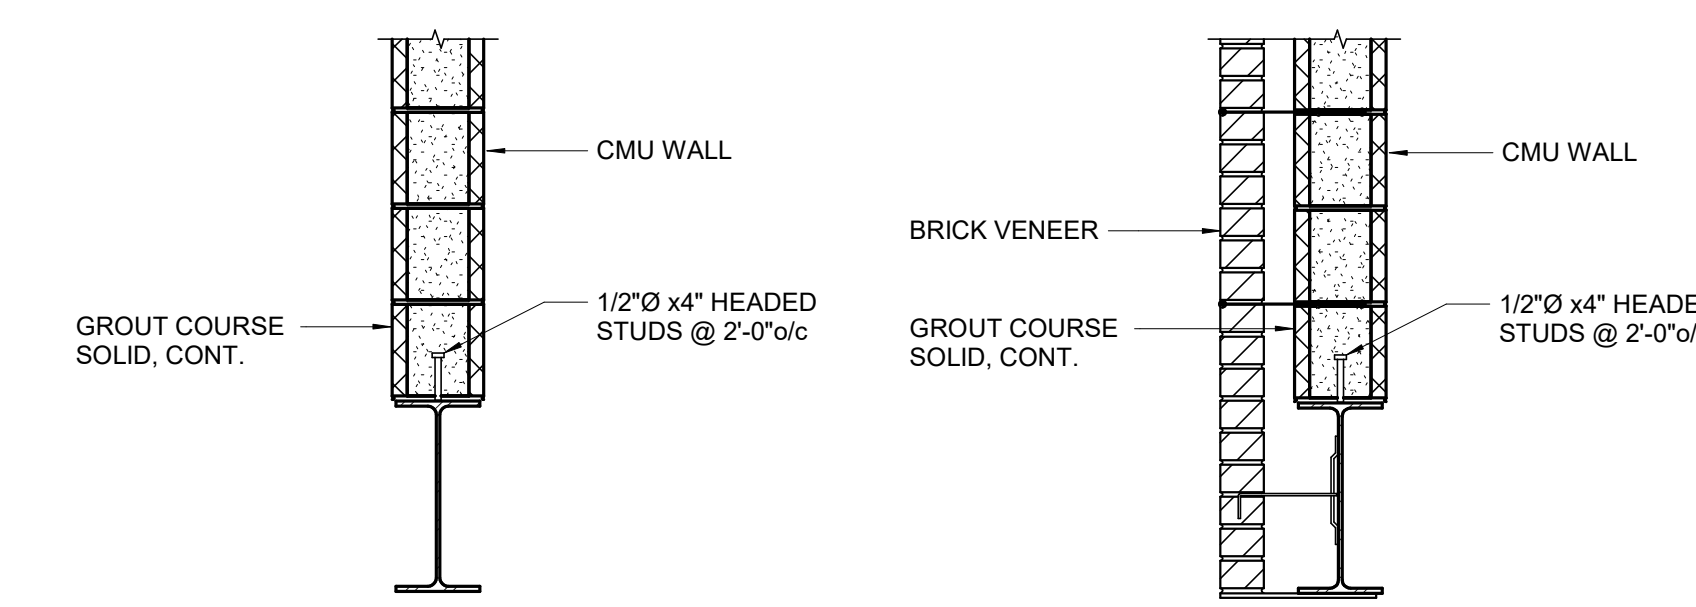 CMU WALL
1/2"Ø x4" HEADED
STUDS @ 2'-0"o/c
GROUT COURSE
SOLID, CONT.
CMU WALL
BRICK VENEER
1/2"Ø x4" HEADE
STUDS @ 2'-0"o/
GROUT COURSE
SOLID, CONT.